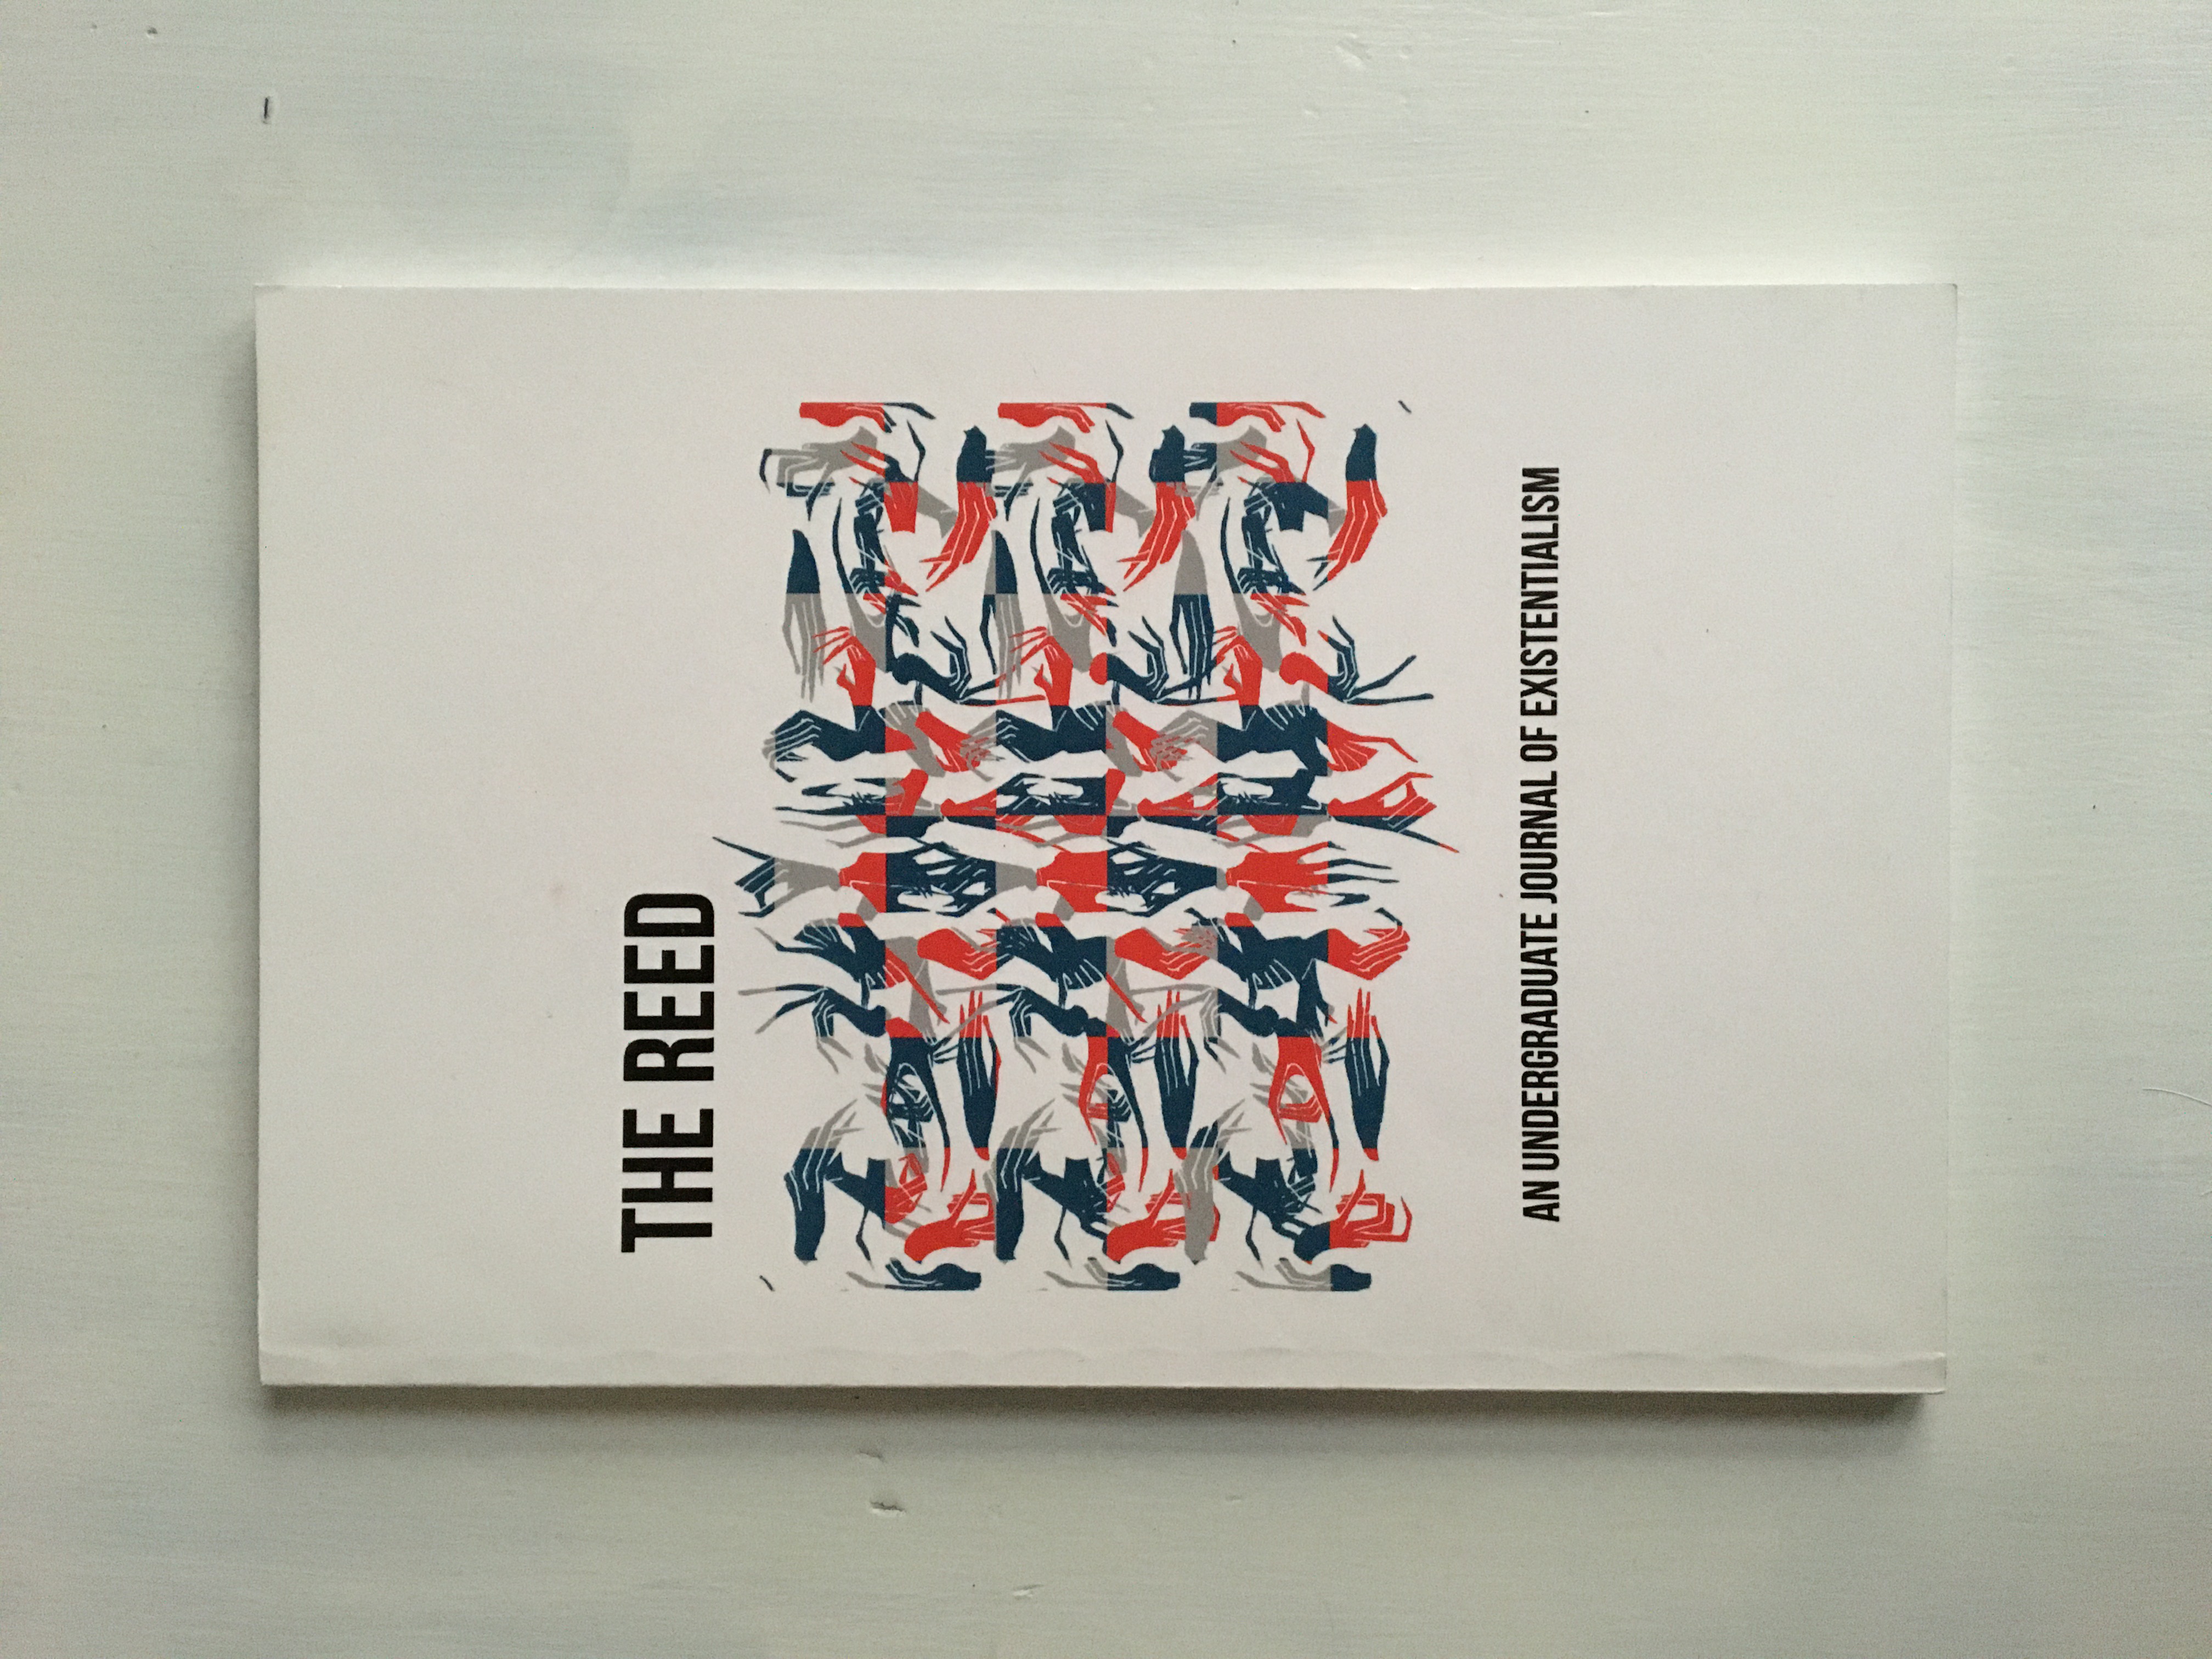 THE REED
AN UNDERGRADUATE JOURNAL OF EXISTENTIALISM